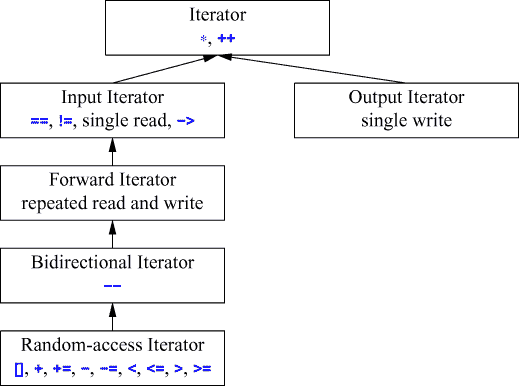 Iterator
*, ++
Input Iterator
==, !=, single read, ->
Output Iterator
single write
Forward Iterator
repeated read and write
Bidirectional Iterator
--
Random-access Iterator
[], +, +=, -, -=, <, <=, >, >=